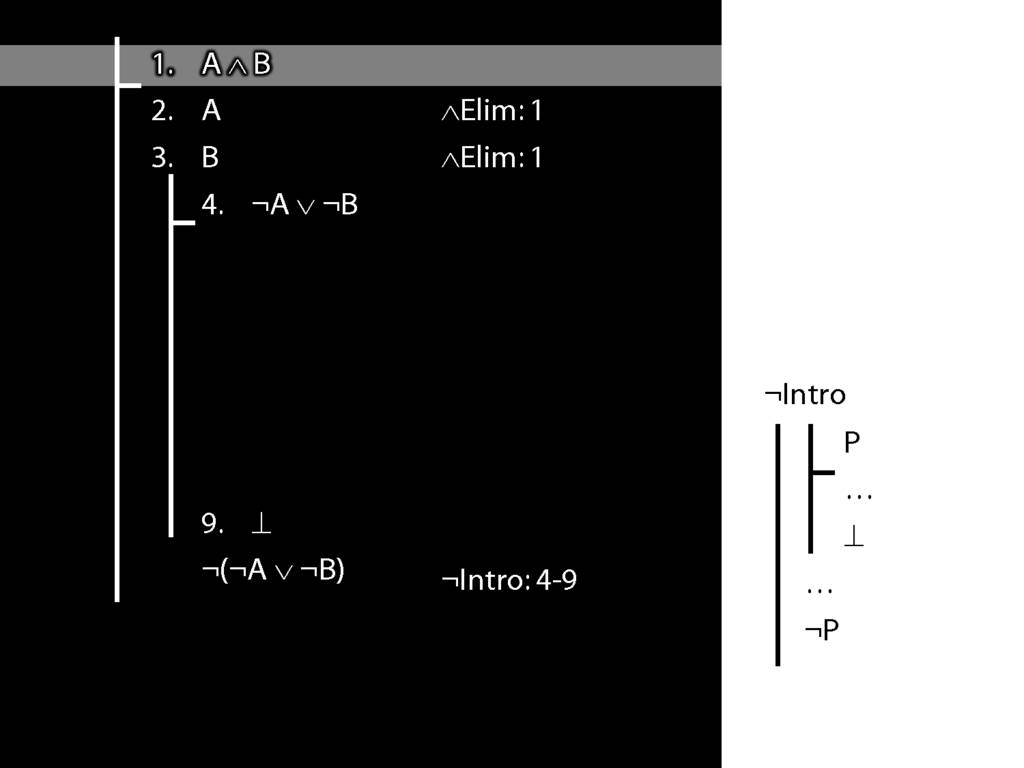 1. A ∧ B
2. A ∧Elim: 1
3. B ∧Elim: 1
4. ¬A ∨ ¬B
9. ⊥
¬(¬A ∨ ¬B) ¬Intro: 4-9
¬Intro
P
…
⊥
…
¬P